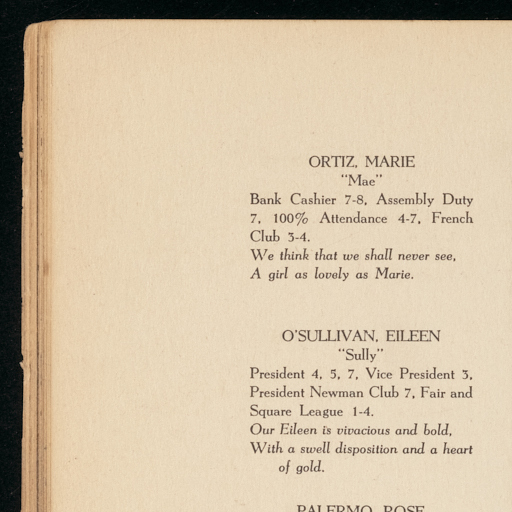 ORTIZ, MARIE
"Mae"
Bank Cashier 7-8, Assembly Duty
7, 100% Attendance 4-7, French
Club 3-4.
We think that we shall never see,
A girl as lovely as Marie.
O'SULLIVAN, EILEEN
"Sully"
President 4, 5, 7, Vice President 3,
President Newman Club 7, Fair and
Square League 1-4.
Our Eileen is vivacious and bold,
With a swell disposition and a heart
of gold.
PALERMO, ROSE